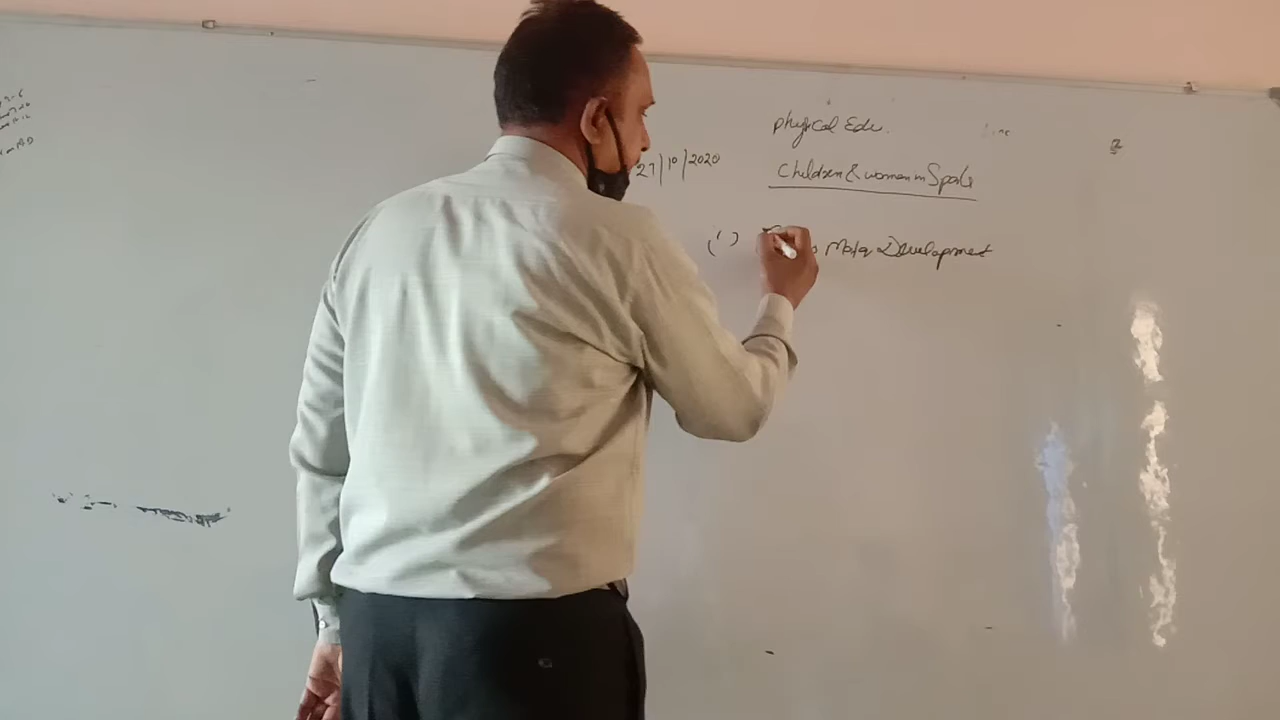 Physical Edu.
27/10/2020
Children & women in Sports
(1) Motor Development